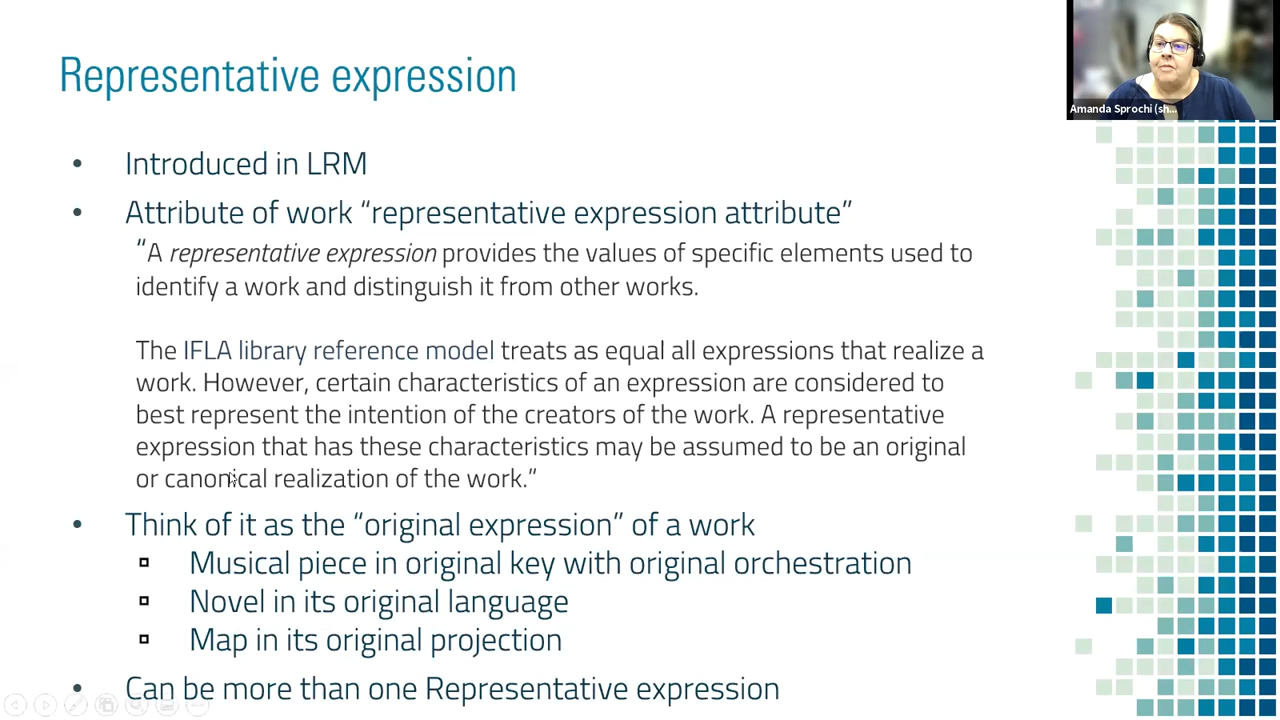 Representative expression
Amanda Sprochi (sh...
• Introduced in LRM
• Attribute of work “representative expression attribute”
“A representative expression provides the values of specific elements used to
identify a work and distinguish it from other works.
The IFLA library reference model treats as equal all expressions that realize a
work. However, certain characteristics of an expression are considered to
best represent the intention of the creators of the work. A representative
expression that has these characteristics may be assumed to be an original
or canonical realization of the work.”
• Think of it as the “original expression” of a work
▫ Musical piece in original key with original orchestration
▫ Novel in its original language
▫ Map in its original projection
• Can be more than one Representative expression